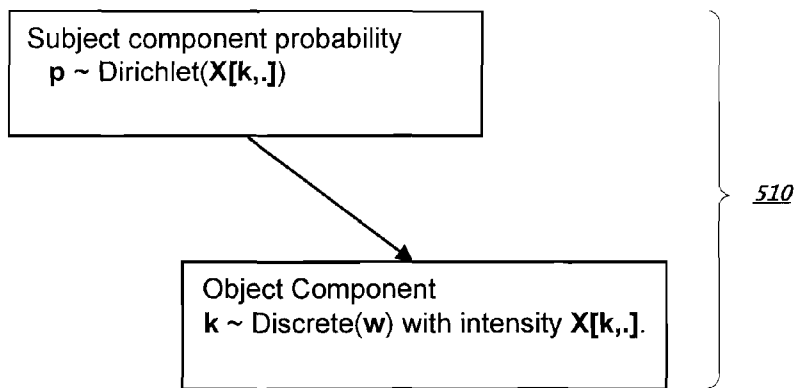 Subject component probability
p ~ Dirichlet(X[k,.])
510
Object Component
k ~ Discrete(w) with intensity X[k,.].